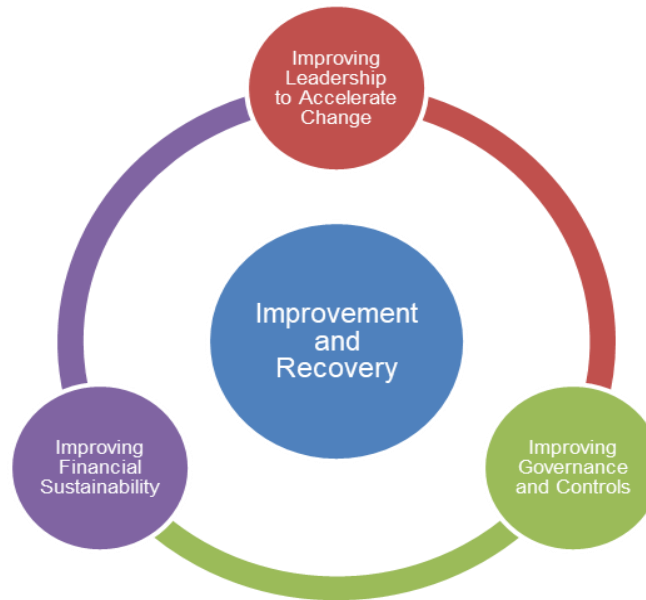 Improving
Leadership
to Accelerate
Change
Improvement
and
Recovery
Improving
Financial
Sustainability
Improving
Governance
and Controls